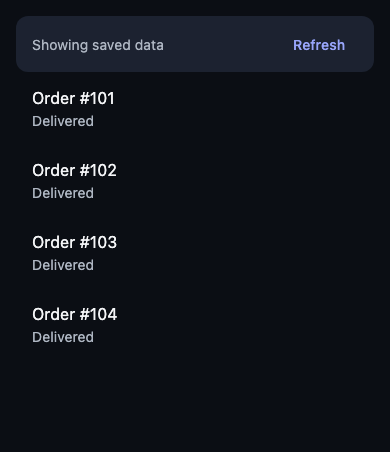 Showing saved data Refresh
Order #101
Delivered
Order #102
Delivered
Order #103
Delivered
Order #104
Delivered